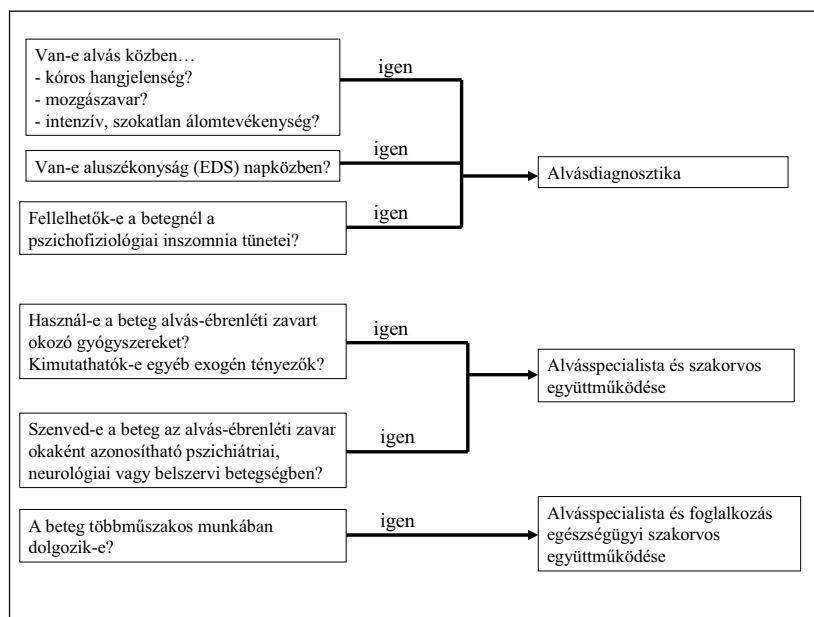 Van-e alvás közben…
- kóros hangjelenség?
- mozgászavar?
- intenzív, szokatlan álomtevékenység?
igen
Van-e aluszékonyság (EDS) napközben?
igen
Alvásdiagnosztika
Fellelhetők-e a betegnél a
pszichofiziológiai inszomnia tünetei?
igen
Használ-e a beteg alvás-ébrenléti zavart
okozó gyógyszereket?
Kimutathatók-e egyéb exogén tényezők?
igen
Alvásspecialista és szakorvos
együttműködése
Szenved-e a beteg az alvás-ébrenléti zavar
okaként azonosítható pszichiátriai,
neurológiai vagy belszervi betegségben?
igen
A beteg többműszakos munkában
dolgozik-e?
igen
Alvásspecialista és foglalkozás
egészségügyi szakorvos
együttműködése